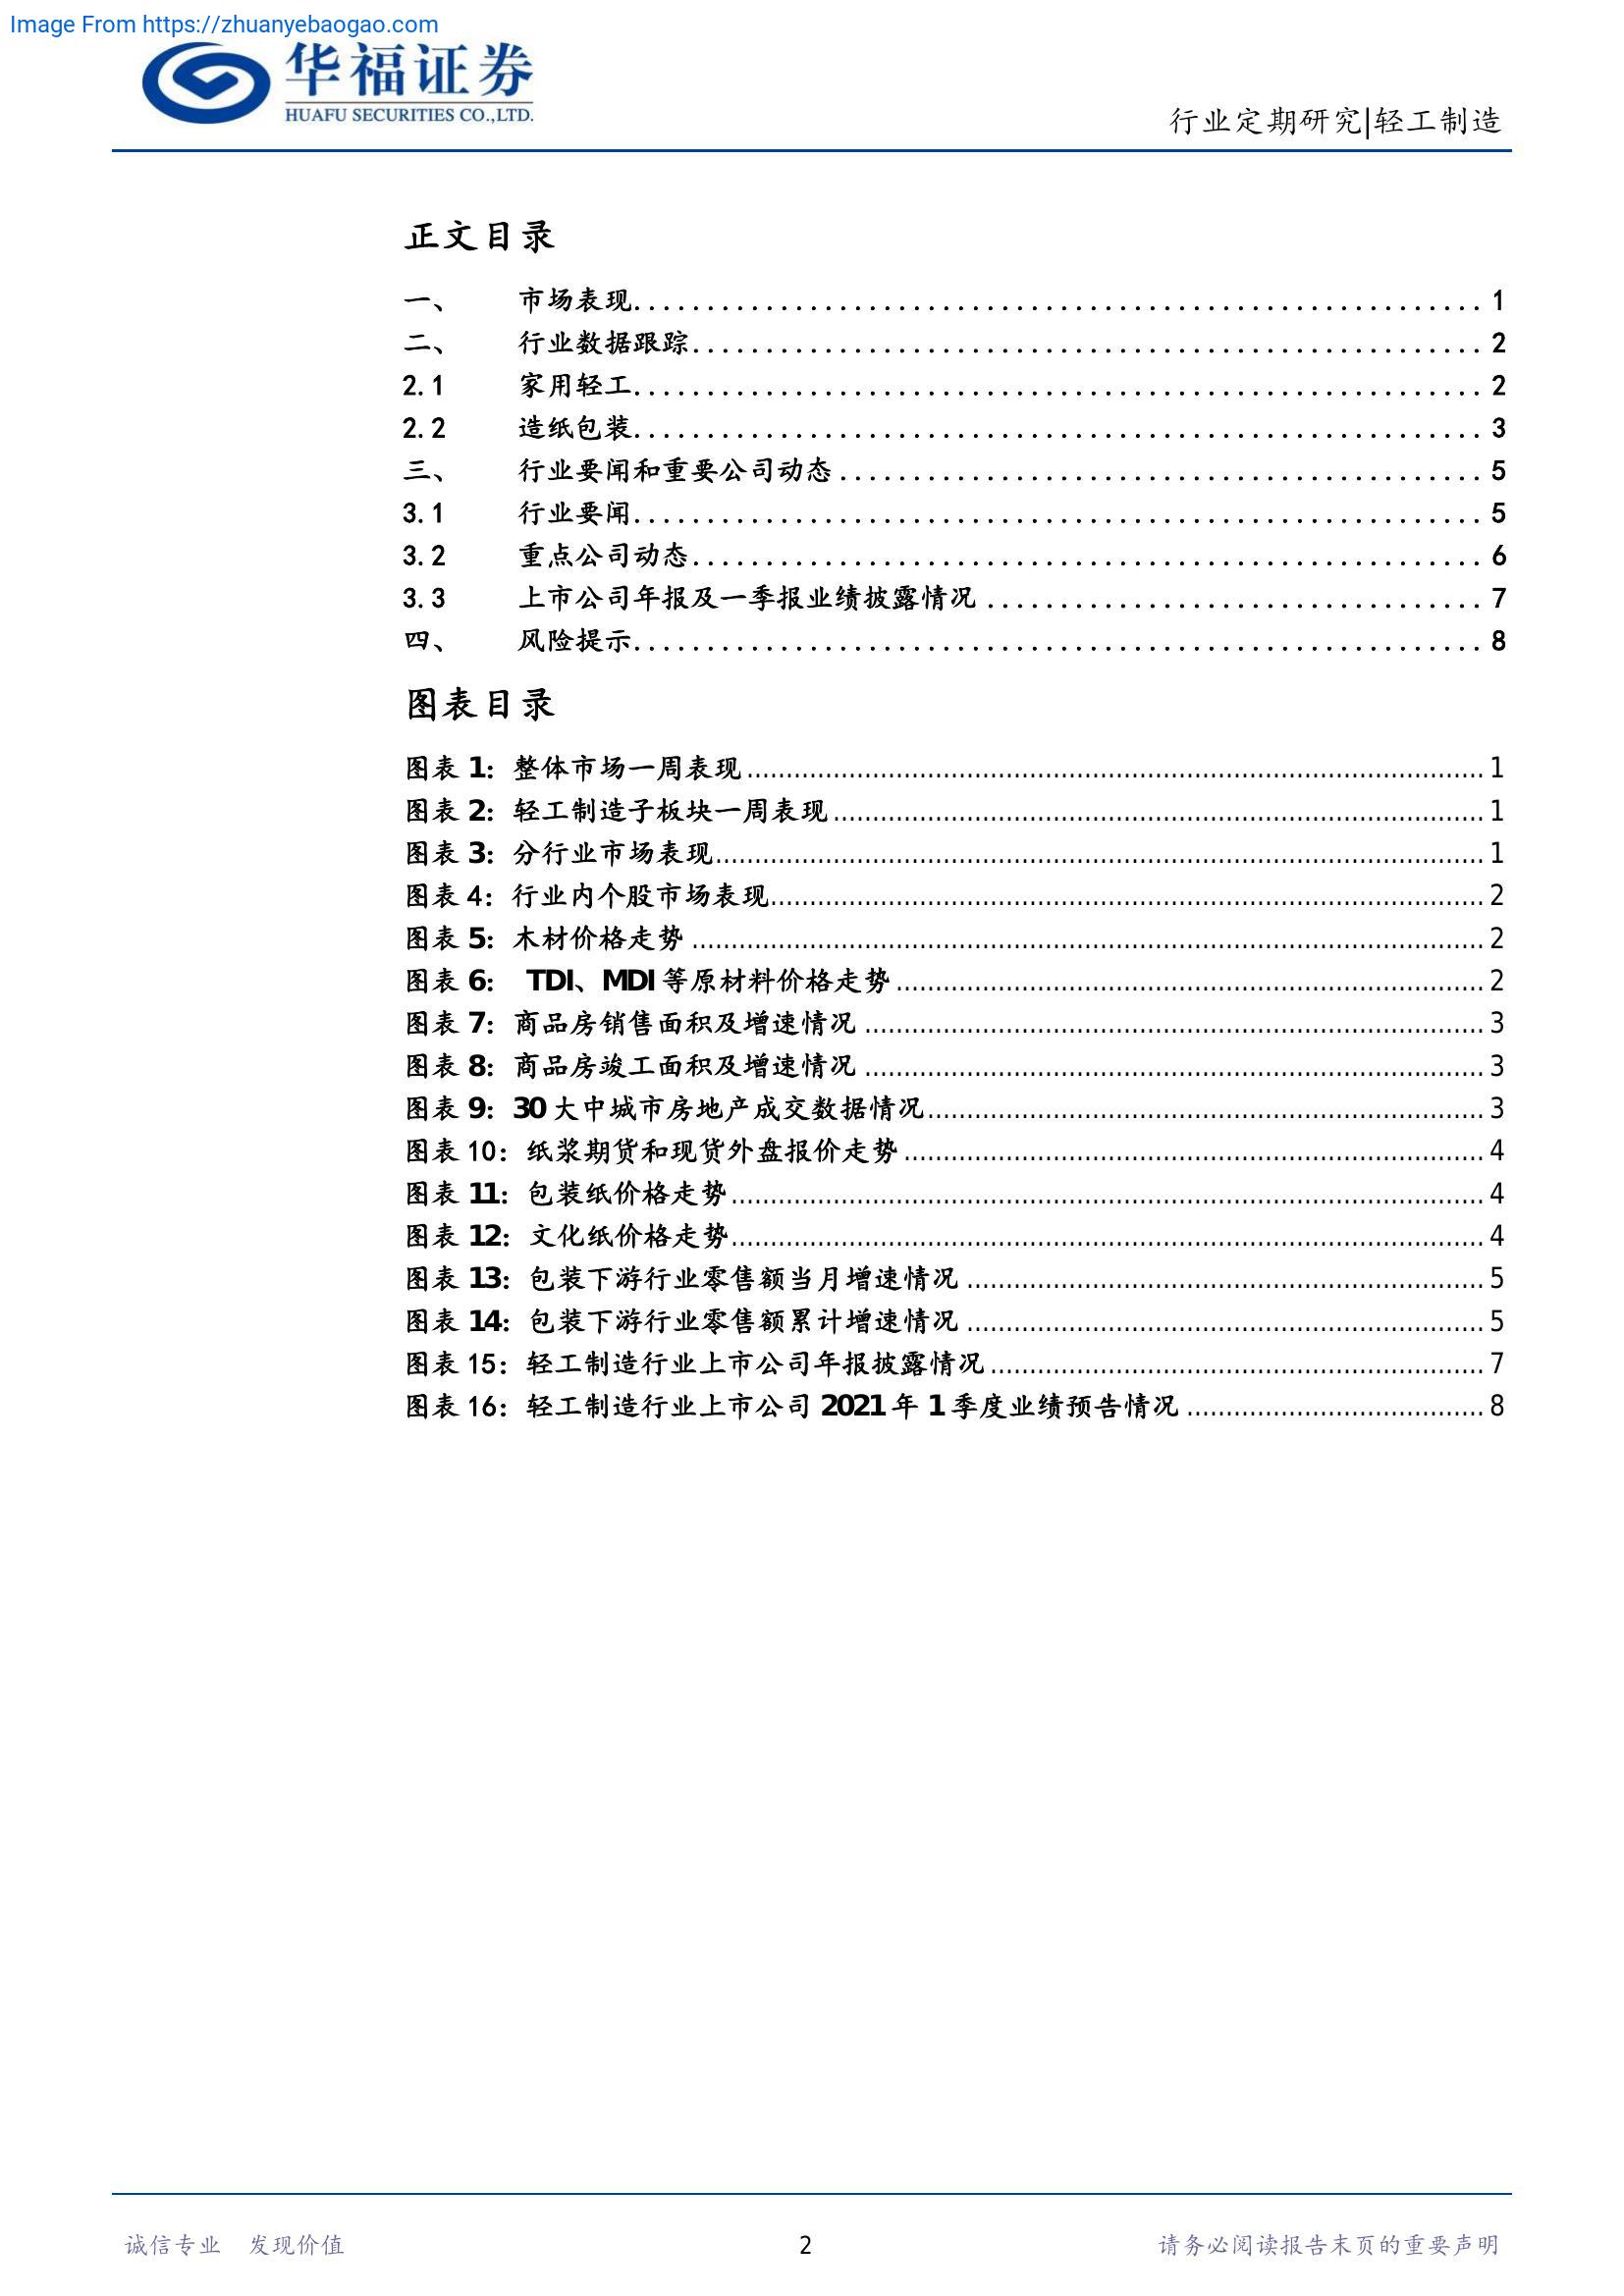 Image From https://zhuanyebaogao.com
华福证券
HUAFU SECURITIES CO.,LTD.
行业定期研究|轻工制造
正文目录
一、 市场表现.......................................................... 1
二、 行业数据跟踪...................................................... 2
2.1 家用轻工.......................................................... 2
2.2 造纸包装.......................................................... 3
三、 行业要闻和重要公司动态............................................ 5
3.1 行业要闻.......................................................... 5
3.2 重点公司动态...................................................... 6
3.3 上市公司年报及一季报业绩披露情况.................................. 7
四、 风险提示.......................................................... 8
图表目录
图表 1：整体市场一周表现.......................................................... 1
图表 2：轻工制造子板块一周表现.................................................... 1
图表 3：分行业市场表现............................................................ 1
图表 4：行业内个股市场表现........................................................ 2
图表 5：木材价格走势.............................................................. 2
图表 6： TDI、MDI 等原材料价格走势................................................ 2
图表 7：商品房销售面积及增速情况.................................................. 3
图表 8：商品房竣工面积及增速情况.................................................. 3
图表 9：30 大中城市房地产成交数据情况............................................. 3
图表 10：纸浆期货和现货外盘报价走势............................................... 4
图表 11：包装纸价格走势........................................................... 4
图表 12：文化纸价格走势........................................................... 4
图表 13：包装下游行业零售额当月增速情况........................................... 5
图表 14：包装下游行业零售额累计增速情况........................................... 5
图表 15：轻工制造行业上市公司年报披露情况......................................... 7
图表 16：轻工制造行业上市公司 2021 年 1 季度业绩预告情况........................... 8
诚信专业 发现价值
2
请务必阅读报告末页的重要声明